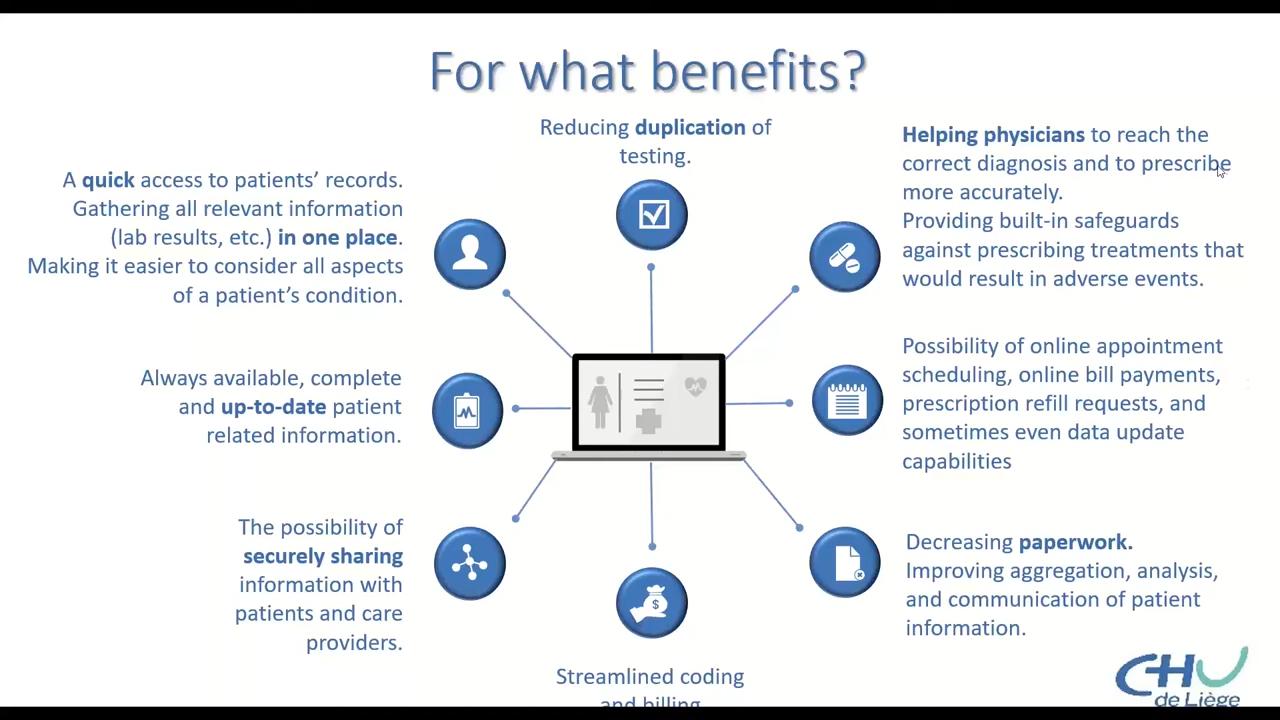 For what benefits?
Reducing duplication of
testing.
A quick access to patients’ records.
Gathering all relevant information
(lab results, etc.) in one place.
Making it easier to consider all aspects
of a patient’s condition.
Helping physicians to reach the
correct diagnosis and to prescribe
more accurately.
Providing built-in safeguards
against prescribing treatments that
would result in adverse events.
Always available, complete
and up-to-date patient
related information.
Possibility of online appointment
scheduling, online bill payments,
prescription refill requests, and
sometimes even data update
capabilities
The possibility of
securely sharing
information with
patients and care
providers.
$
Decreasing paperwork.
Improving aggregation, analysis,
and communication of patient
information.
Streamlined coding
and billing
CHU
de Liège